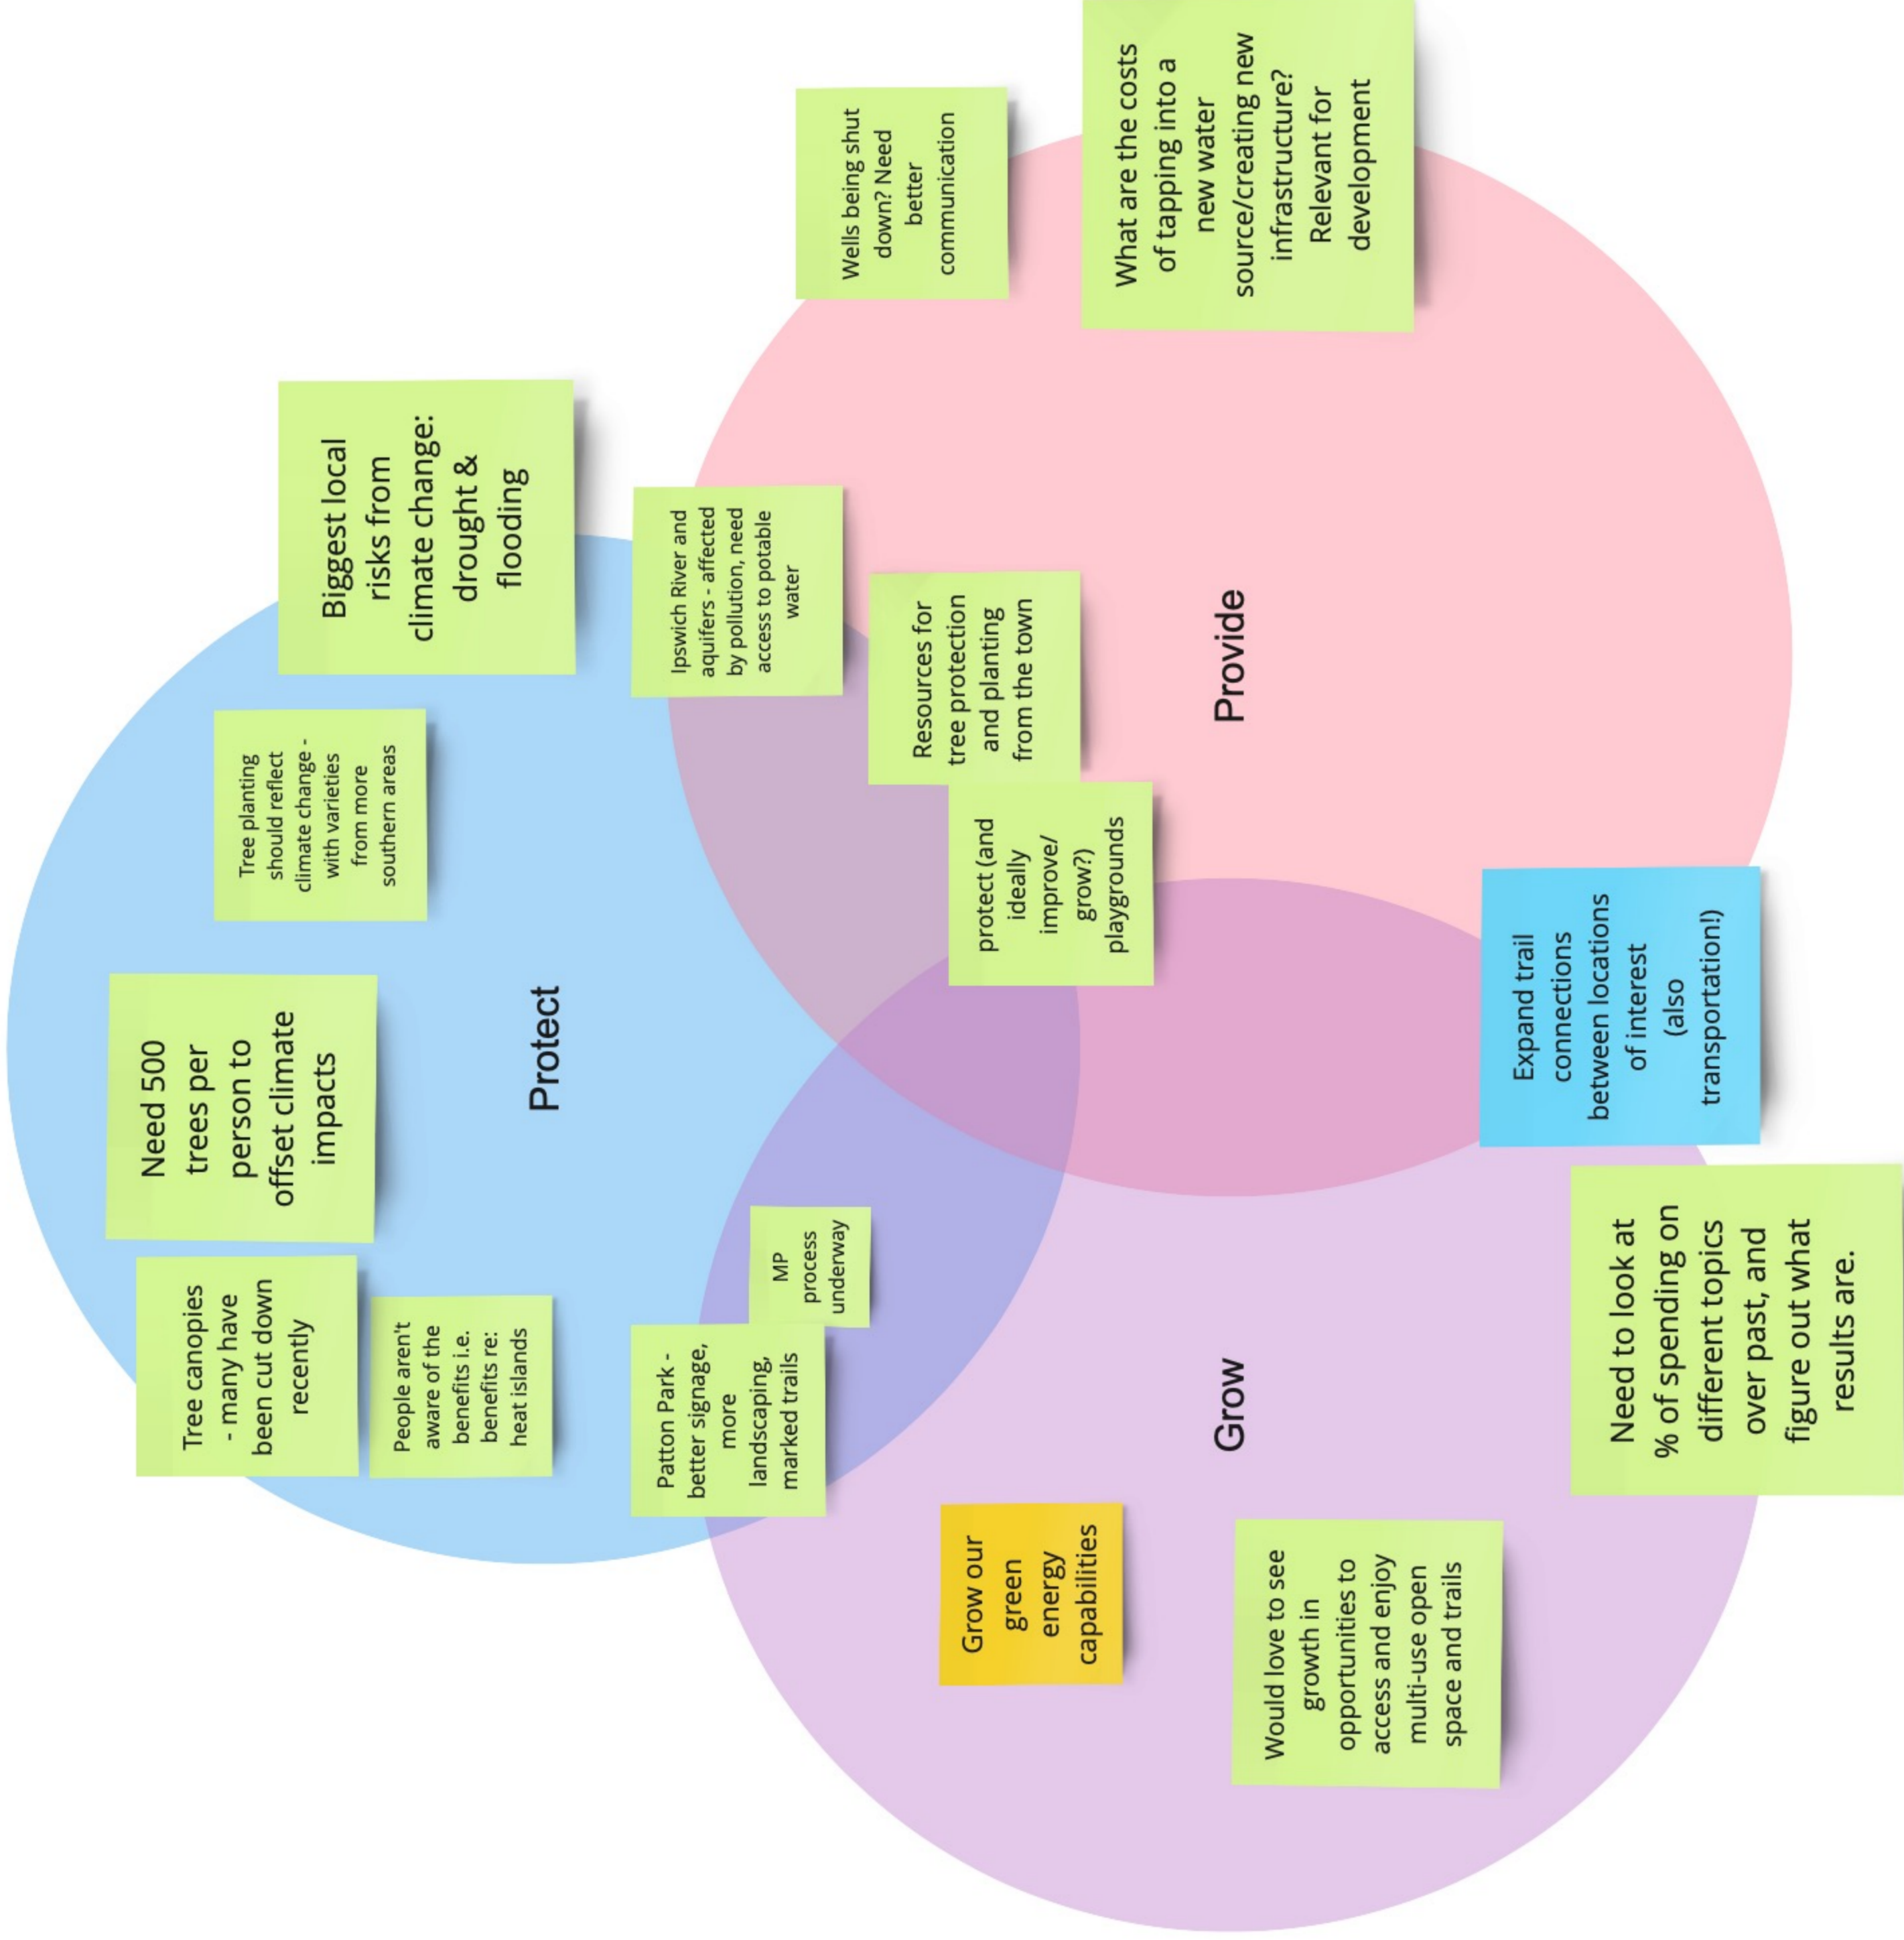 Tree canopies
- many have
been cut down
recently
Need 500
trees per
person to
offset climate
impacts
Tree planting
should reflect
climate change -
with varieties
from more
southern areas
Biggest local
risks from
climate change:
drought &
flooding
People aren't
aware of the
benefits i.e.
benefits re:
heat islands
Protect
Patton Park -
better signage,
more
landscaping,
marked trails
MP
process
underway
Ipswich River and
aquifers - affected
by pollution, need
access to potable
water
Wells being shut
down? Need
better
communication
Resources for
tree protection
and planting
from the town
protect (and
ideally
improve/
grow?)
playgrounds
Grow our
green
energy
capabilities
What are the costs
of tapping into a
new water
source/creating new
infrastructure?
Relevant for
development
Grow
Provide
Would love to see
growth in
opportunities to
access and enjoy
multi-use open
space and trails
Expand trail
connections
between locations
of interest
(also
transportation!)
Need to look at
% of spending on
different topics
over past, and
figure out what
results are.